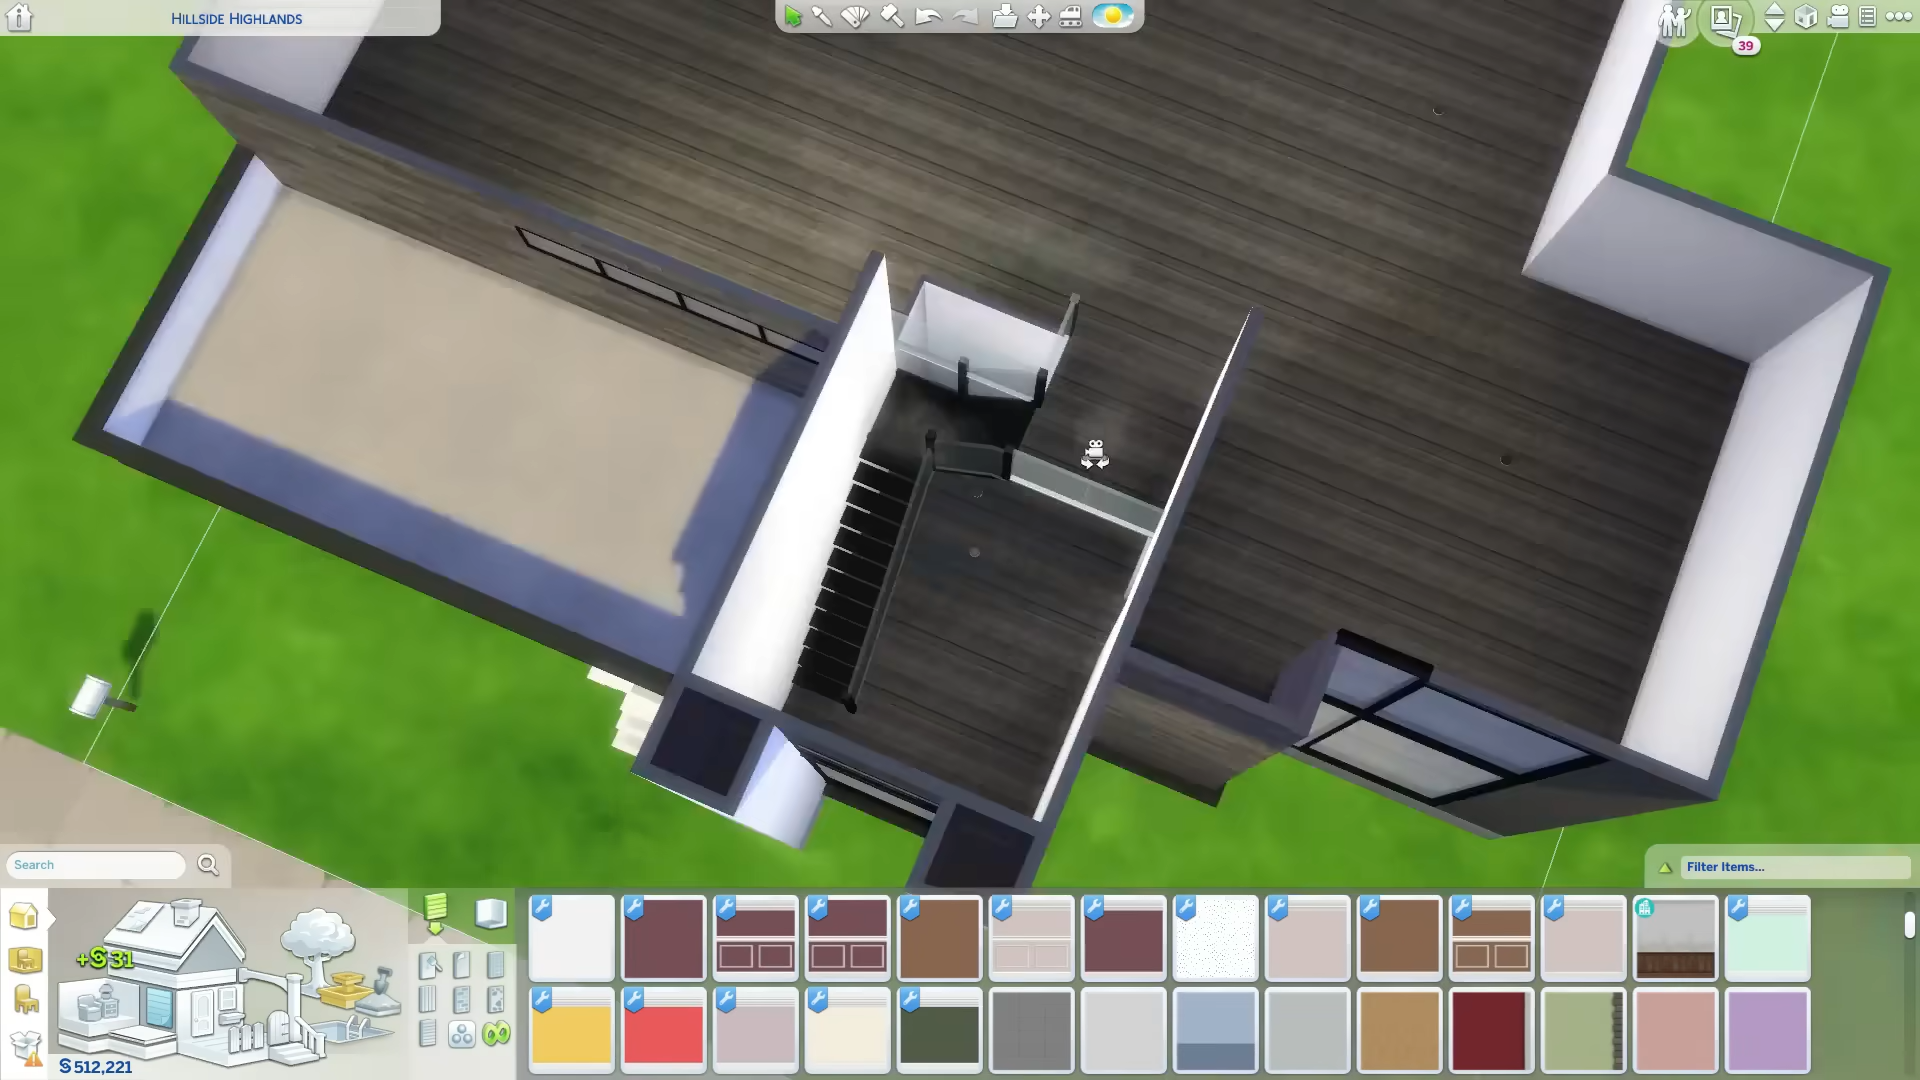 HILLSIDE HIGHLANDS
39
Search
Filter Items...
+§31
§512,221